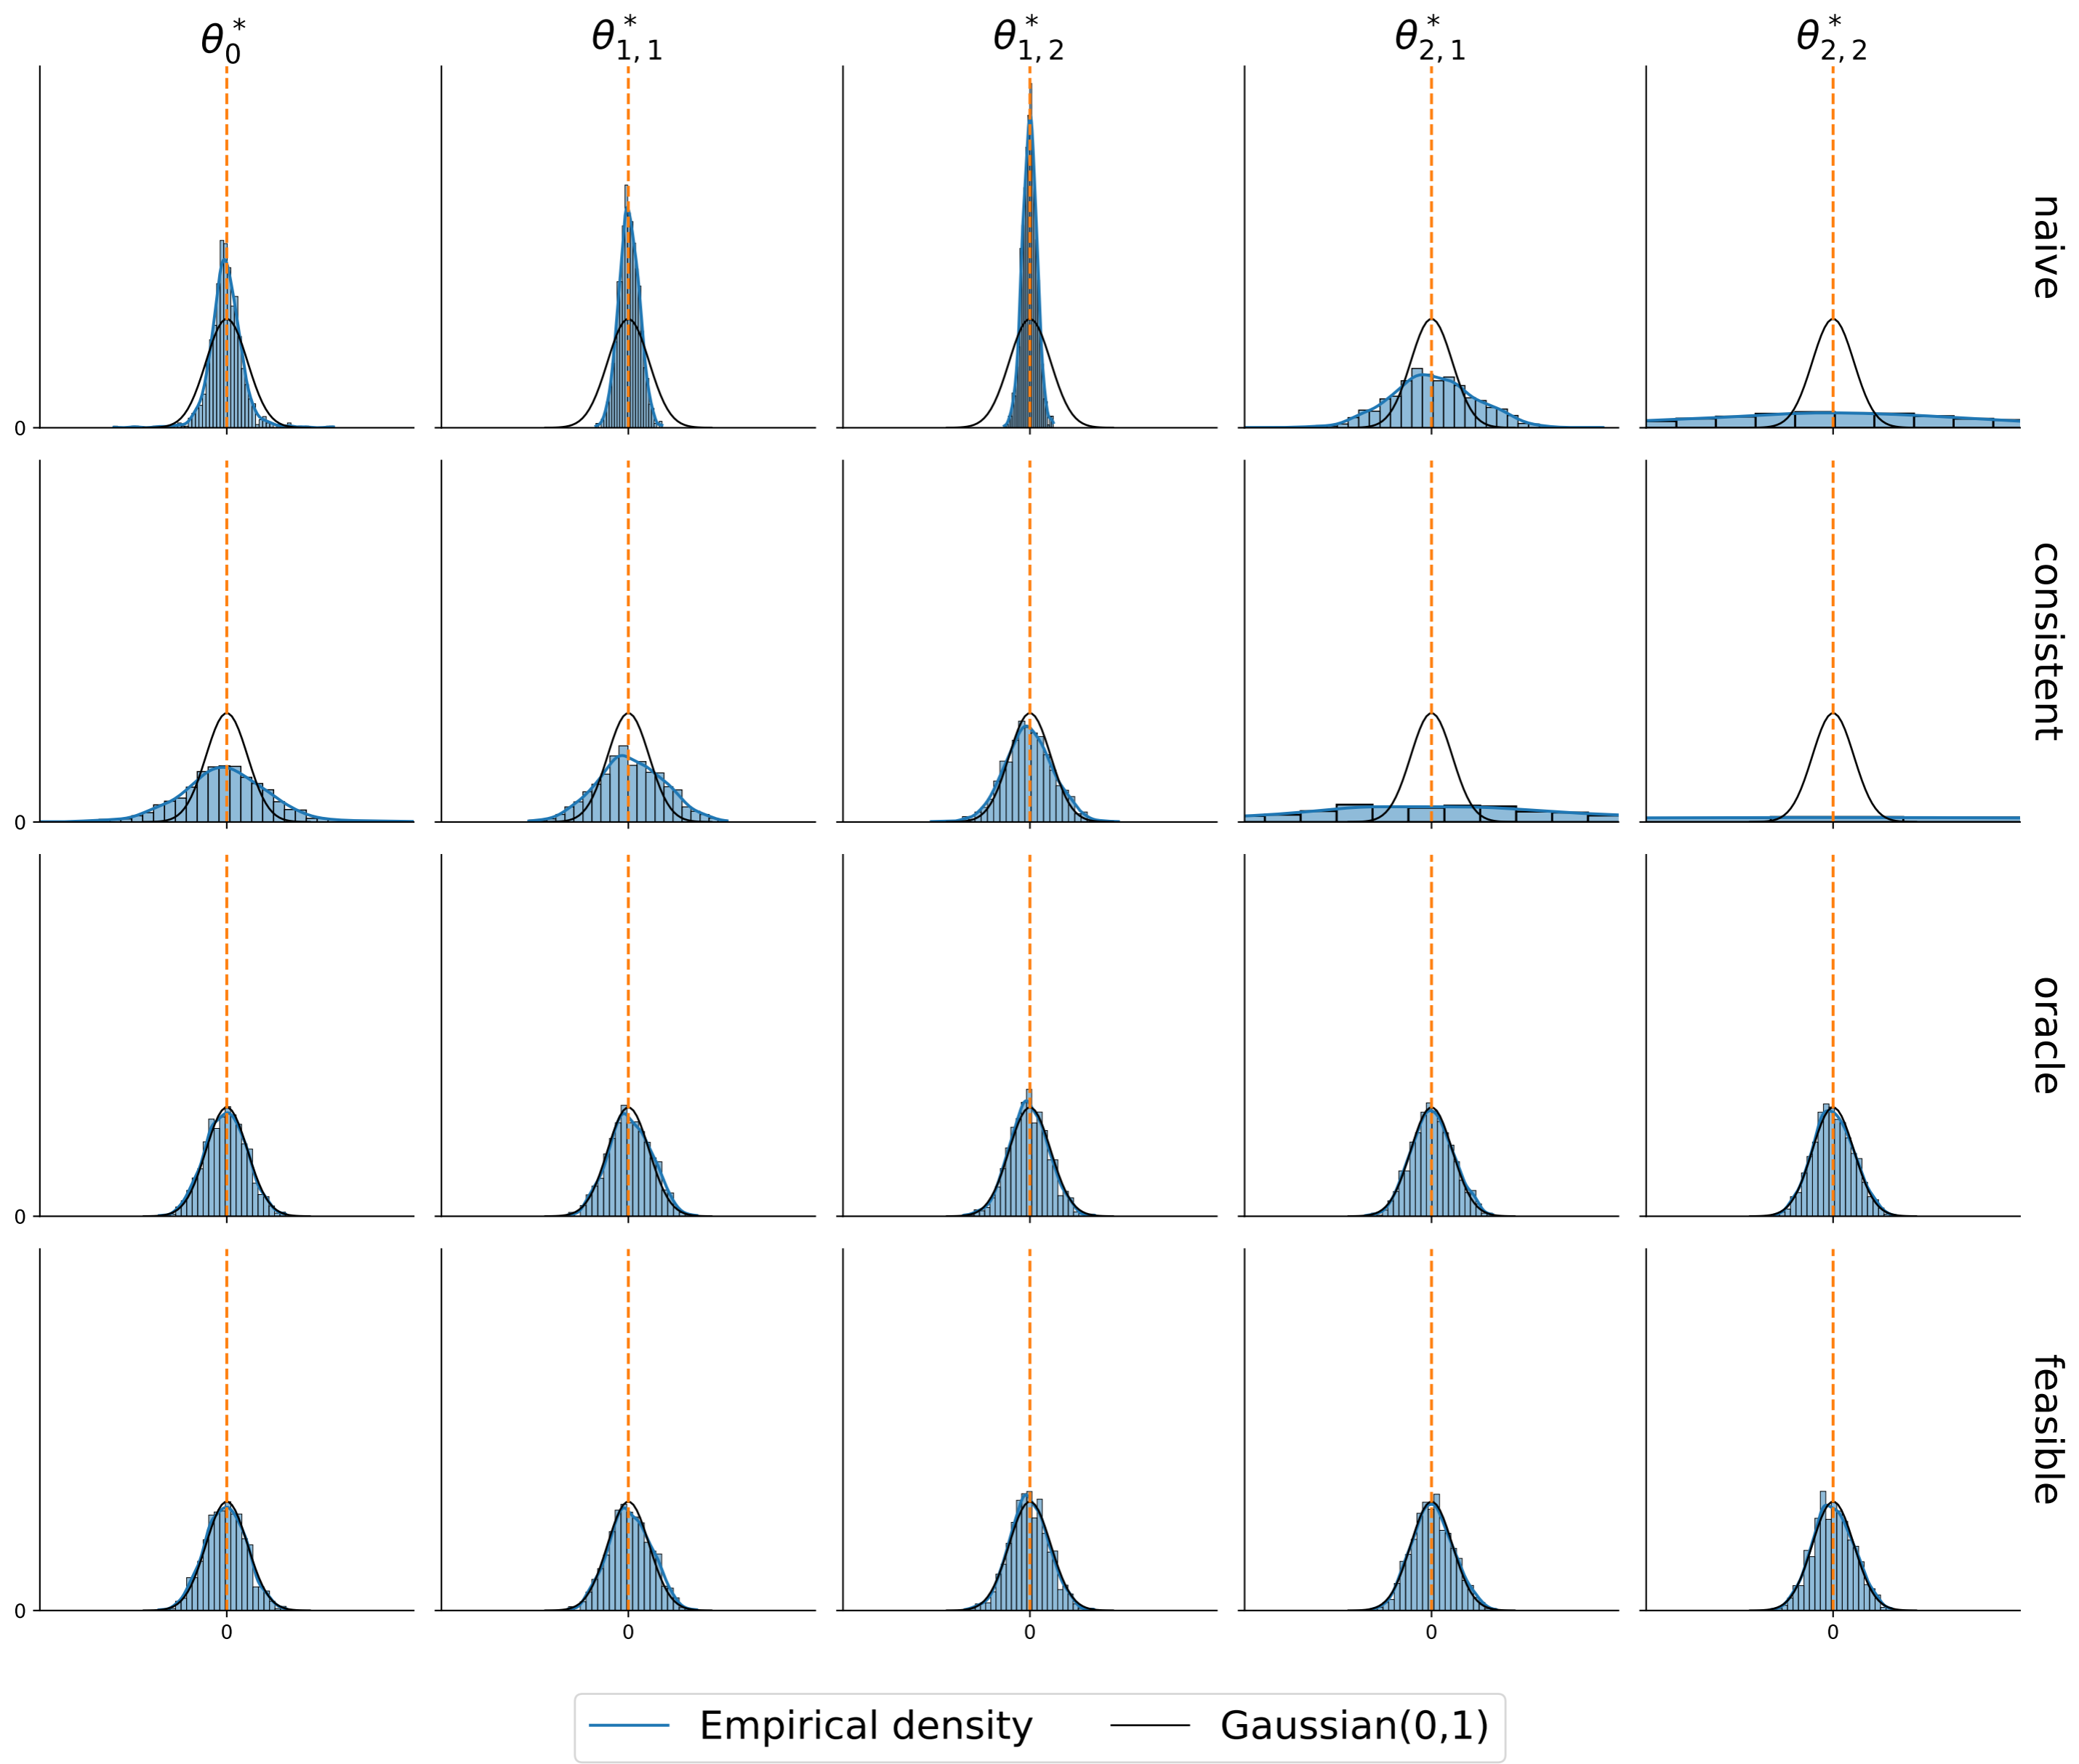 θ*0 θ*1,1 θ*1,2 θ*2,1 θ*2,2
naive
0
consistent
0
oracle
0
feasible
0
0 0 0 0 0
Empirical density Gaussian(0,1)